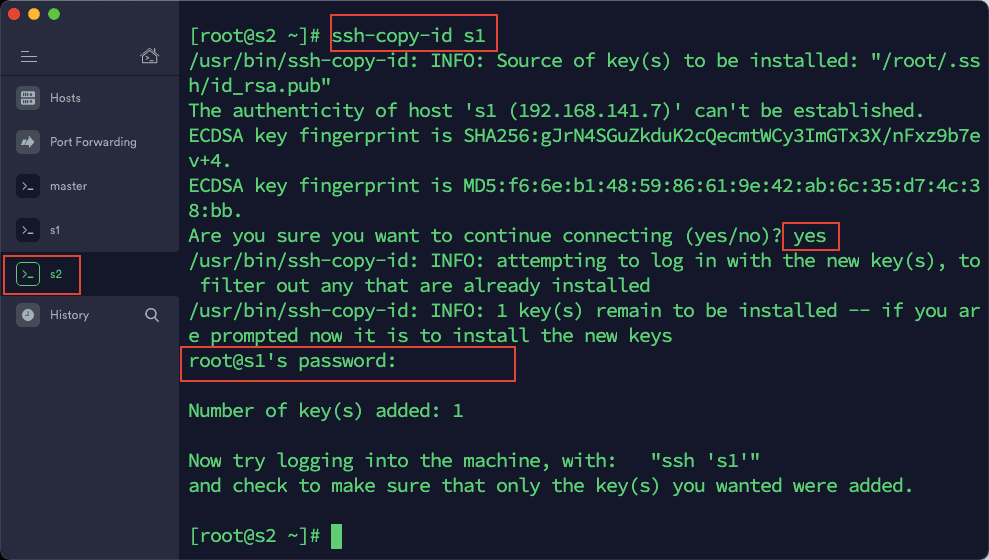 Hosts
Port Forwarding
master
s1
s2
History
[root@s2 ~]# ssh-copy-id s1
/usr/bin/ssh-copy-id: INFO: Source of key(s) to be installed: "/root/.ss
h/id_rsa.pub"
The authenticity of host 's1 (192.168.141.7)' can't be established.
ECDSA key fingerprint is SHA256:gJrN4SGuZkduK2cQecmtWCy3ImGTx3X/nFxz9b7e
v+4.
ECDSA key fingerprint is MD5:f6:6e:b1:48:59:86:61:9e:42:ab:6c:35:d7:4c:3
8:bb.
Are you sure you want to continue connecting (yes/no)? yes
/usr/bin/ssh-copy-id: INFO: attempting to log in with the new key(s), to
 filter out any that are already installed
/usr/bin/ssh-copy-id: INFO: 1 key(s) remain to be installed -- if you ar
e prompted now it is to install the new keys
root@s1's password:
Number of key(s) added: 1
Now try logging into the machine, with:   "ssh 's1'"
and check to make sure that only the key(s) you wanted were added.
[root@s2 ~]#